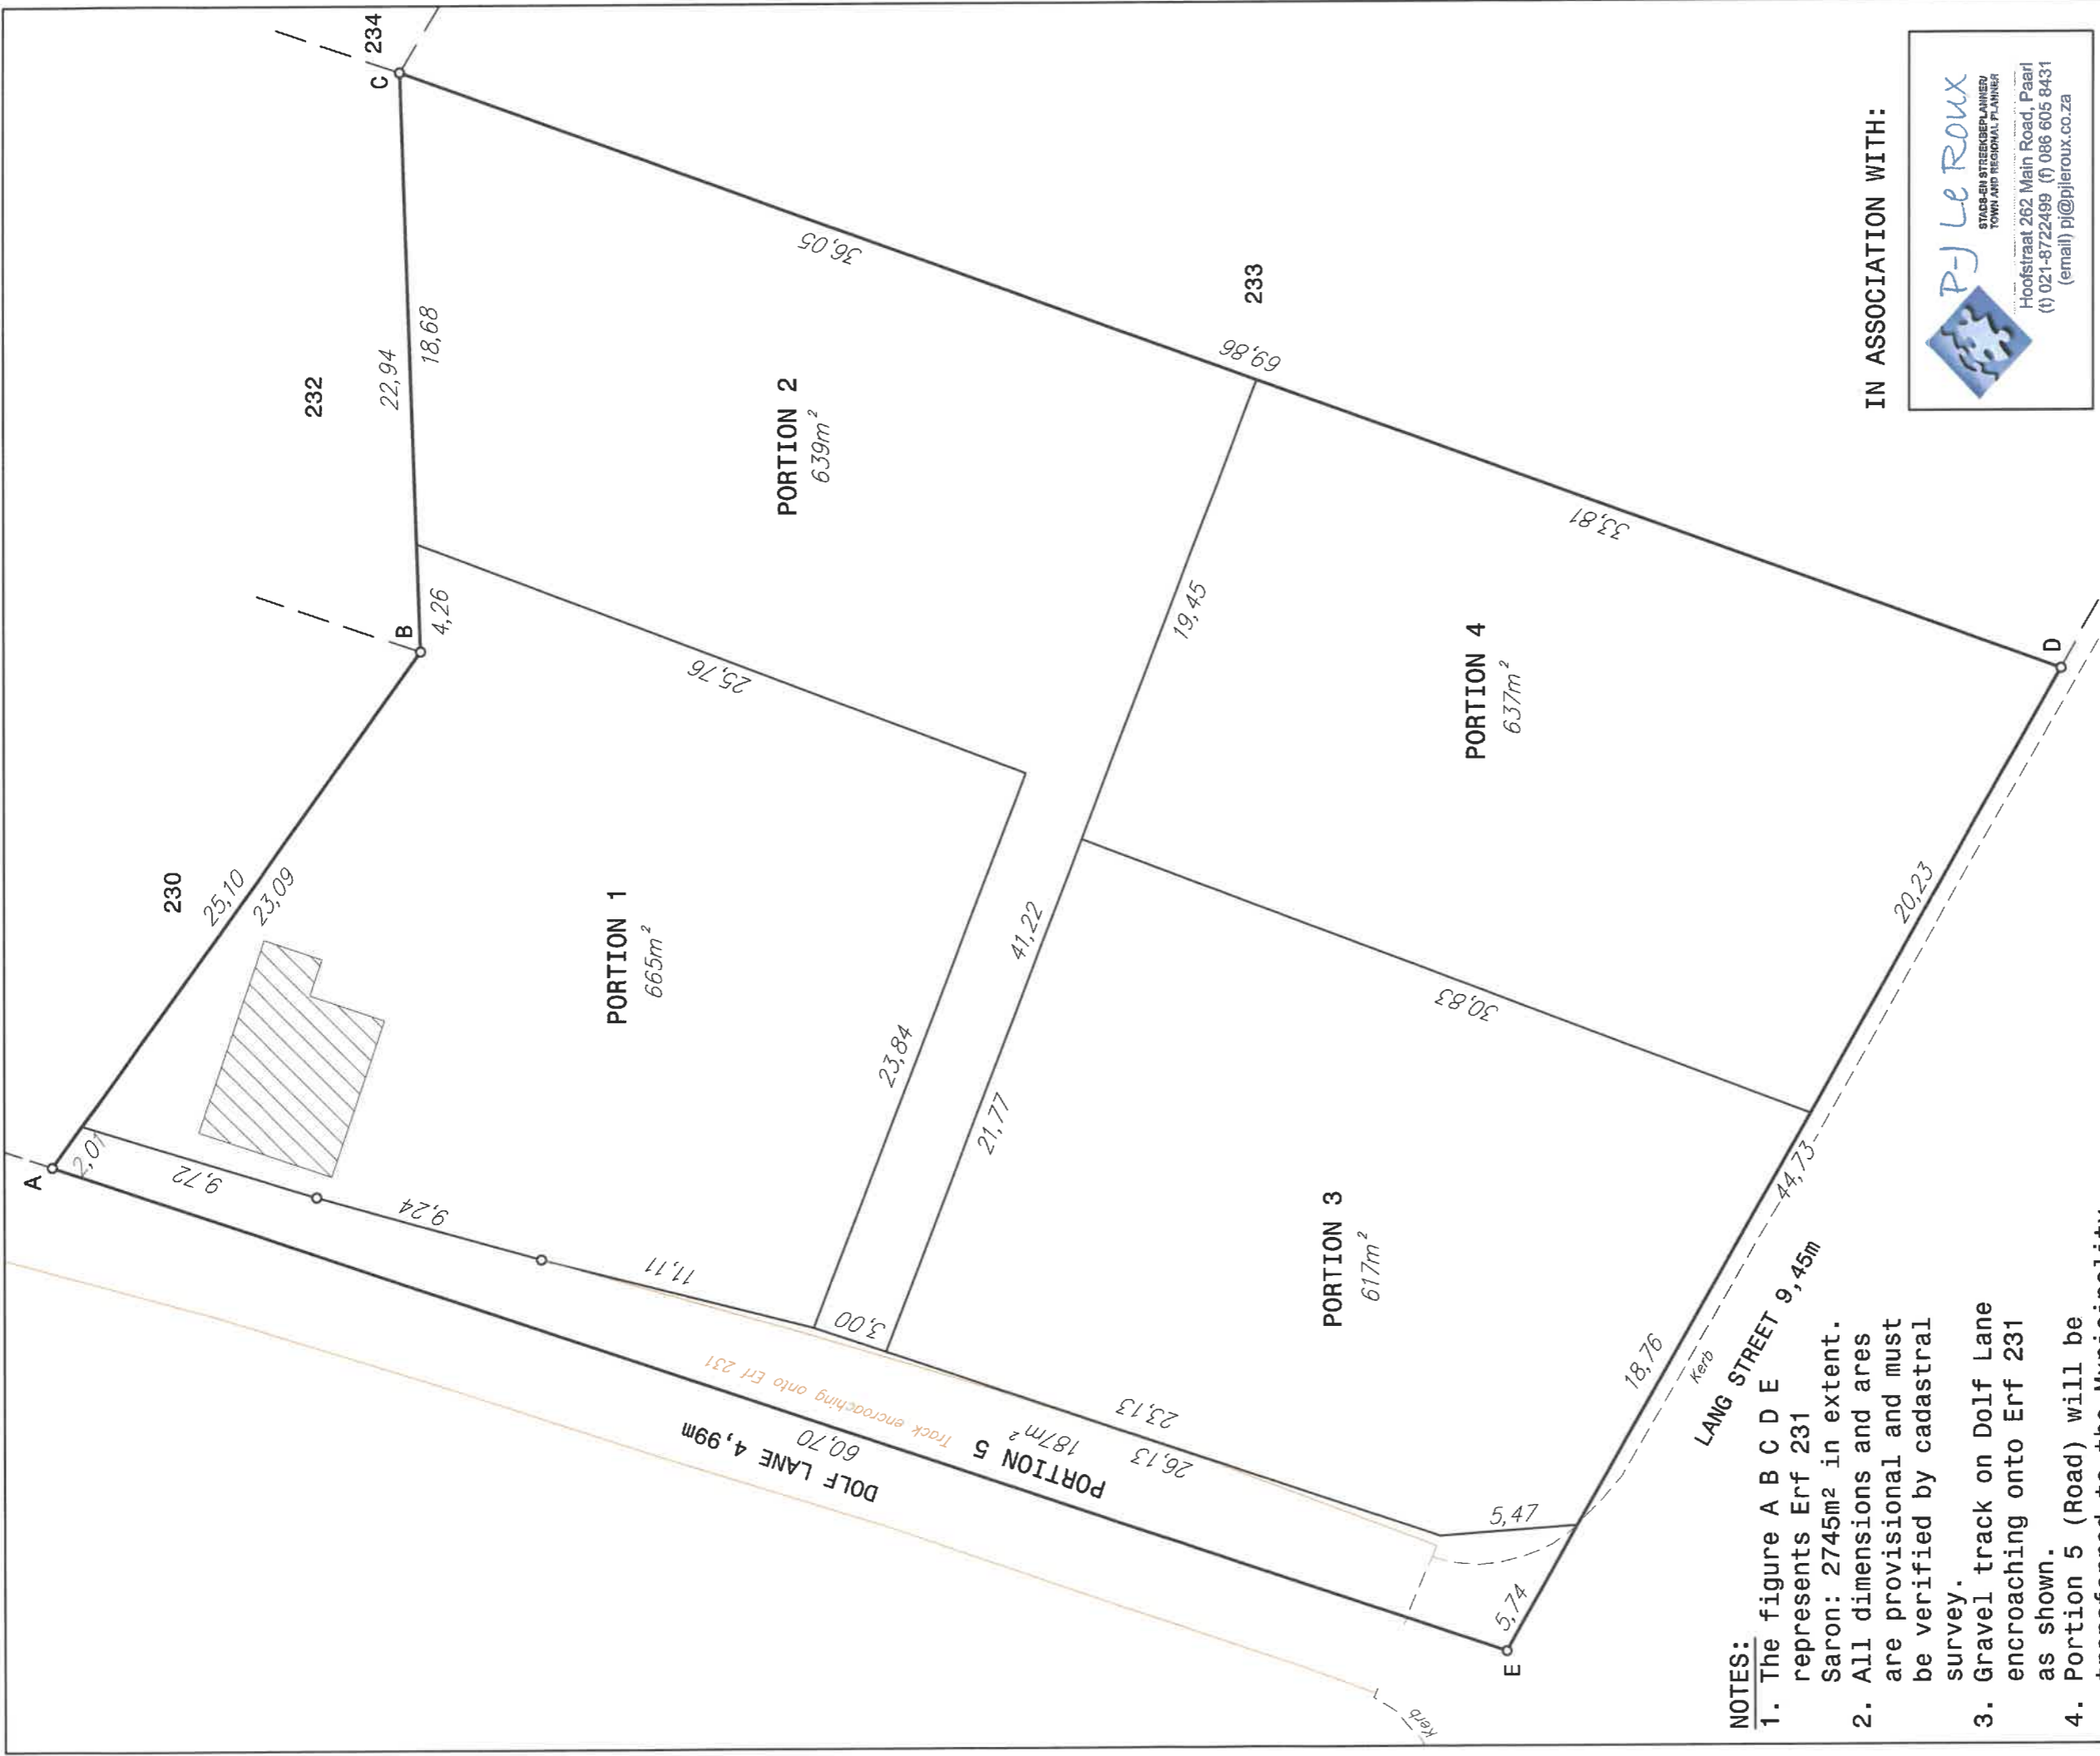 234
C
232
22,94
18,68
B
4,26
36,05
69,86
233
33,81
PORTION 2
639m²
25,76
19,45
PORTION 4
637m²
D
20,23
230
25,10
23,09
PORTION 1
665m²
A
2,01
9,72
9,24
11,11
3,00
23,84
41,22
21,77
30,83
44,73
PORTION 3
617m²
18,76
Kerb
LANG STREET 9,45m
23,13
26,13
187m²
PORTION 5
Track encroaching onto Erf 231
60,70
DOLF LANE 4,99m
5,47
5,74
E
Kerb
NOTES:
1. The figure A B C D E
represents Erf 231
Saron: 2745m² in extent.
2. All dimensions and ares
are provisional and must
be verified by cadastral
survey.
3. Gravel track on Dolf Lane
encroaching onto Erf 231
as shown.
4. Portion 5 (Road) will be
IN ASSOCIATION WITH:
P-J Le Roux
STADS-EN STREEKBEPLANNER/
TOWN AND REGIONAL PLANNER
Hoofstraat 262 Main Road, Paarl
(t) 021-8722499 (f) 086 605 8431
(email) pj@pjleroux.co.za